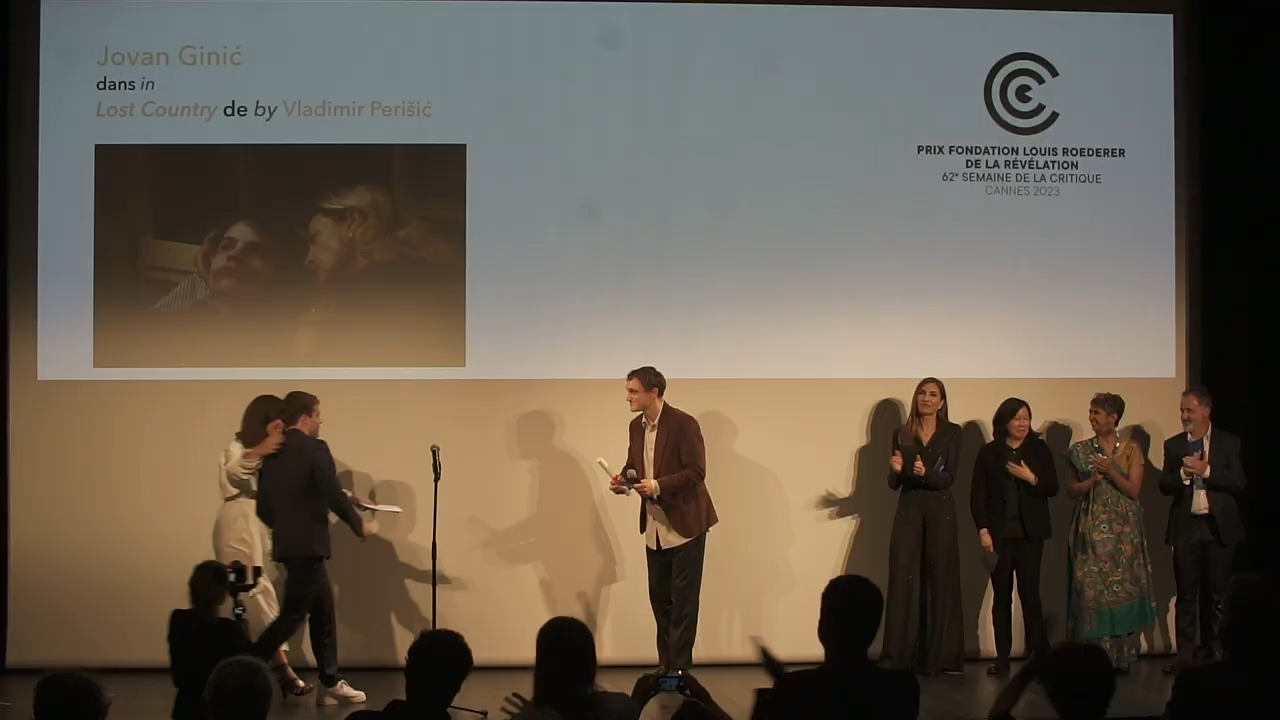 Jovan Ginić
dans in
Lost Country de by Vladimir Perišić
PRIX FONDATION LOUIS ROEDERER
DE LA RÉVÉLATION
62e SEMAINE DE LA CRITIQUE
CANNES 2023